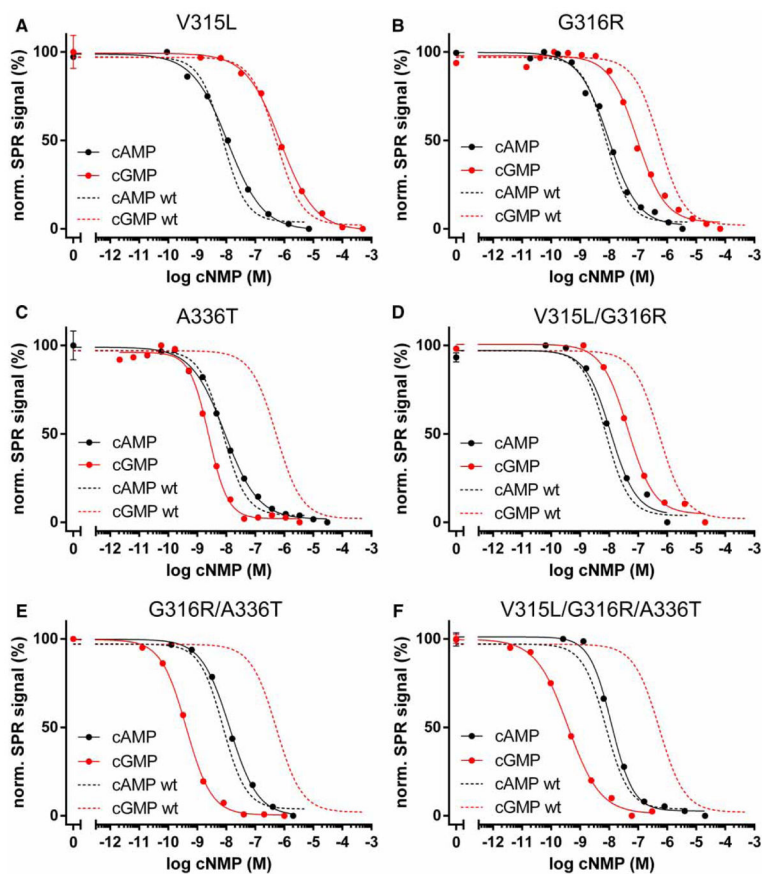 A V315L
norm. SPR signal (%)
100
50
0
cAMP
cGMP
cAMP wt
cGMP wt
0 -12 -11 -10 -9 -8 -7 -6 -5 -4 -3
log cNMP (M)
B G316R
norm. SPR signal (%)
100
50
0
cAMP
cGMP
cAMP wt
cGMP wt
0 -12 -11 -10 -9 -8 -7 -6 -5 -4 -3
log cNMP (M)
C A336T
norm. SPR signal (%)
100
50
0
cAMP
cGMP
cAMP wt
cGMP wt
0 -12 -11 -10 -9 -8 -7 -6 -5 -4 -3
log cNMP (M)
D V315L/G316R
norm. SPR signal (%)
100
50
0
cAMP
cGMP
cAMP wt
cGMP wt
0 -12 -11 -10 -9 -8 -7 -6 -5 -4 -3
log cNMP (M)
E G316R/A336T
norm. SPR signal (%)
100
50
0
cAMP
cGMP
cAMP wt
cGMP wt
0 -12 -11 -10 -9 -8 -7 -6 -5 -4 -3
log cNMP (M)
F V315L/G316R/A336T
norm. SPR signal (%)
100
50
0
cAMP
cGMP
cAMP wt
cGMP wt
0 -12 -11 -10 -9 -8 -7 -6 -5 -4 -3
log cNMP (M)